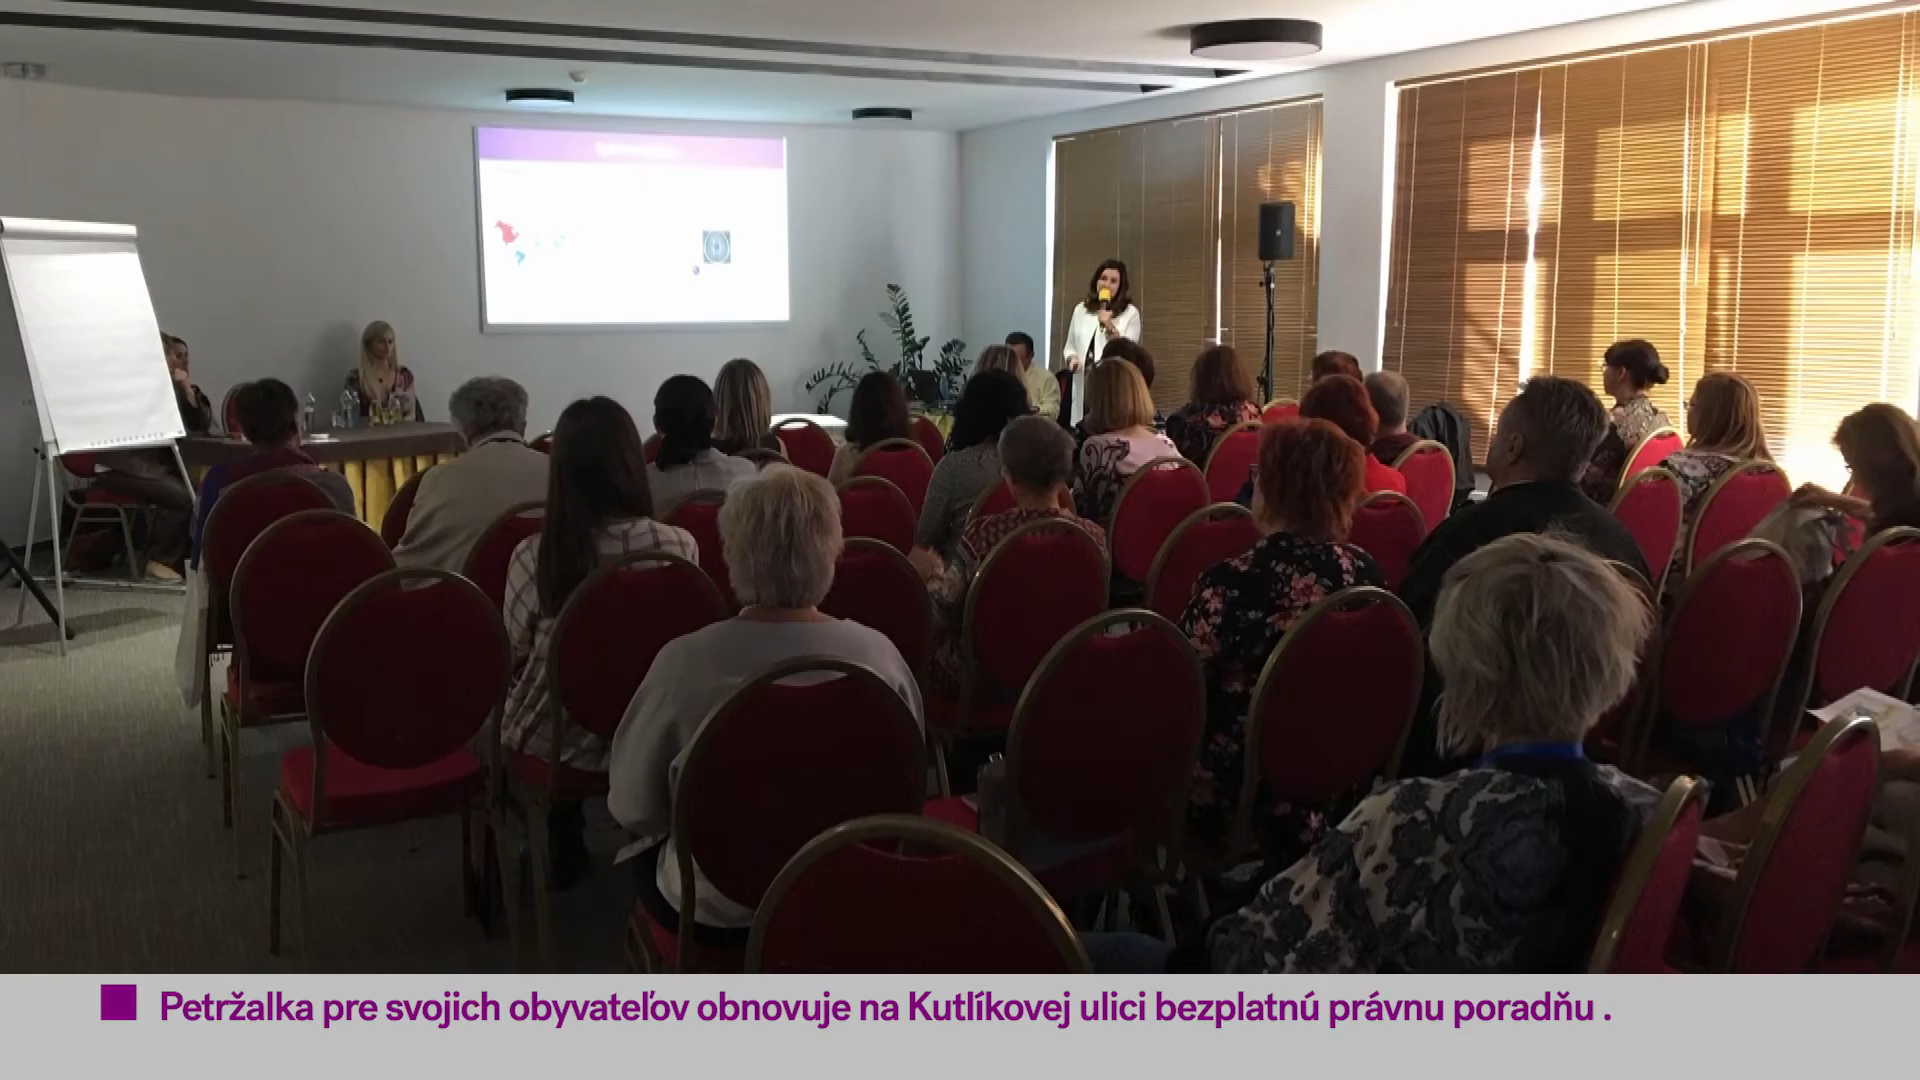 Petržalka pre svojich obyvateľov obnovuje na Kutlíkovej ulici bezplatnú právnu poradňu .